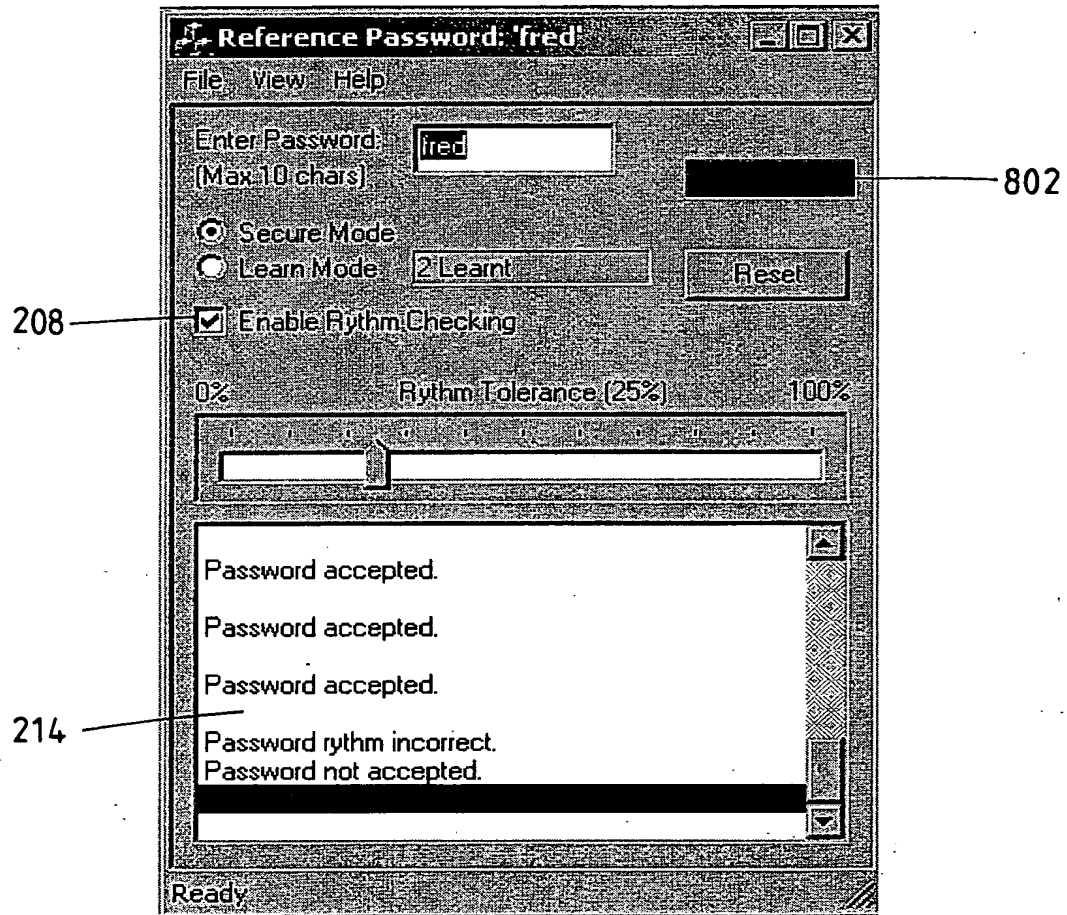 Reference Password: 'fred'
File View Help
Enter Password:
(Max 10 chars)
fred
802
Secure Mode
Learn Mode
2 Learnt
Reset
208
Enable Rythm Checking
0%
Rythm Tolerance (25%)
100%
Password accepted.
Password accepted.
Password accepted.
214
Password rythm incorrect.
Password not accepted.
Ready